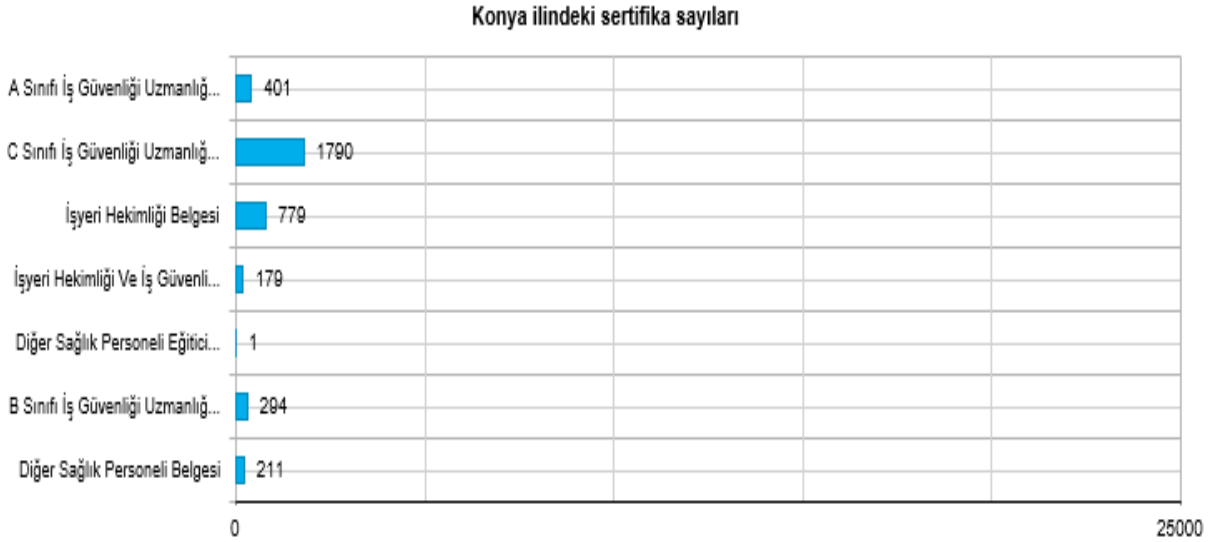 Konya ilindeki sertifika sayıları
A Sınıfı İş Güvenliği Uzmanlığ... 401
C Sınıfı İş Güvenliği Uzmanlığ... 1790
İşyeri Hekimliği Belgesi 779
İşyeri Hekimliği Ve İş Güvenli... 179
Diğer Sağlık Personeli Eğitici... 1
B Sınıfı İş Güvenliği Uzmanlığ... 294
Diğer Sağlık Personeli Belgesi 211
0 25000